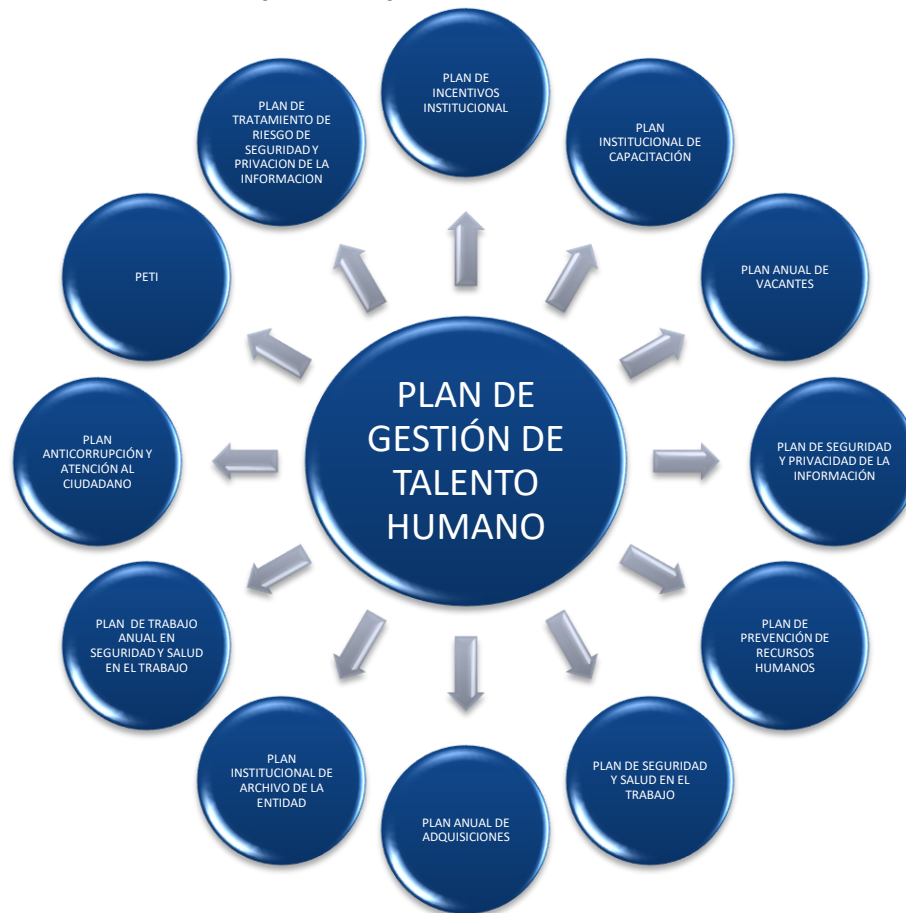 PLAN DE
INCENTIVOS
INSTITUCIONAL
PLAN
INSTITUCIONAL DE
CAPACITACIÓN
PLAN ANUAL DE
VACANTES
PLAN DE SEGURIDAD
Y PRIVACIDAD DE LA
INFORMACIÓN
PLAN DE
PREVENCIÓN DE
RECURSOS
HUMANOS
PLAN DE SEGURIDAD
Y SALUD EN EL
TRABAJO
PLAN ANUAL DE
ADQUISICIONES
PLAN
INSTITUCIONAL DE
ARCHIVO DE LA
ENTIDAD
PLAN DE TRABAJO
ANUAL EN
SEGURIDAD Y SALUD
EN EL TRABAJO
PLAN
ANTICORRUPCIÓN Y
ATENCIÓN AL
CIUDADANO
PETI
PLAN DE
TRATAMIENTO DE
RIESGO DE
SEGURIDAD Y
PRIVACION DE LA
INFORMACION
PLAN DE
GESTIÓN DE
TALENTO
HUMANO